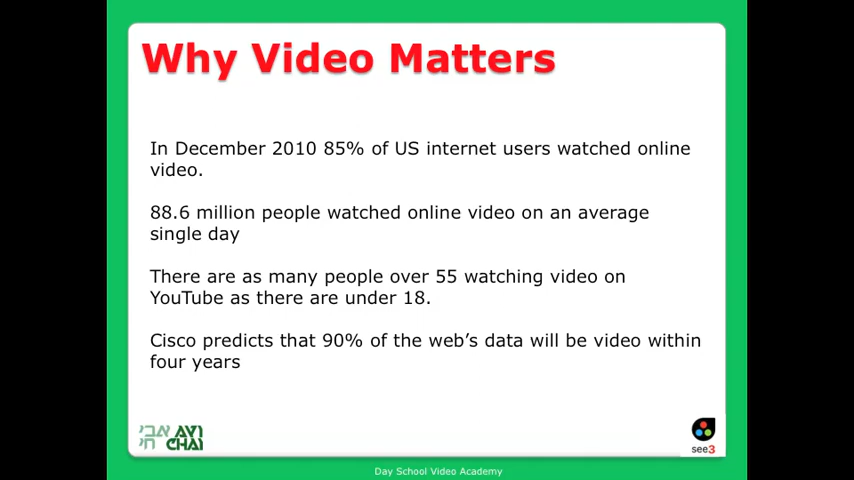 Why Video Matters
In December 2010 85% of US internet users watched online
video.
88.6 million people watched online video on an average
single day
There are as many people over 55 watching video on
YouTube as there are under 18.
Cisco predicts that 90% of the web’s data will be video within
four years
אבי AVI
חי CHAI
see3
Day School Video Academy